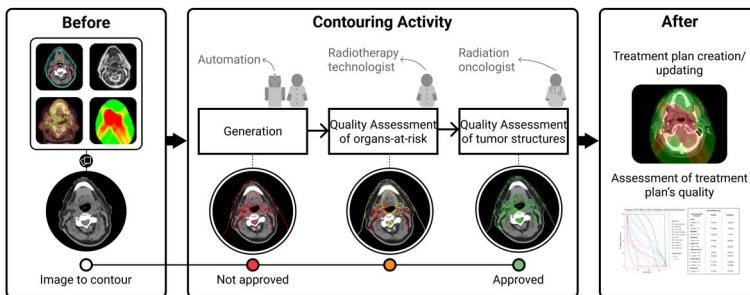 Before
Contouring Activity
After
Automation
Radiotherapy
technologist
Radiation
oncologist
Generation
Quality Assessment
of organs-at-risk
Quality Assessment
of tumor structures
Image to contour
Not approved
Approved
Treatment plan creation/
updating
Assessment of treatment
plan's quality